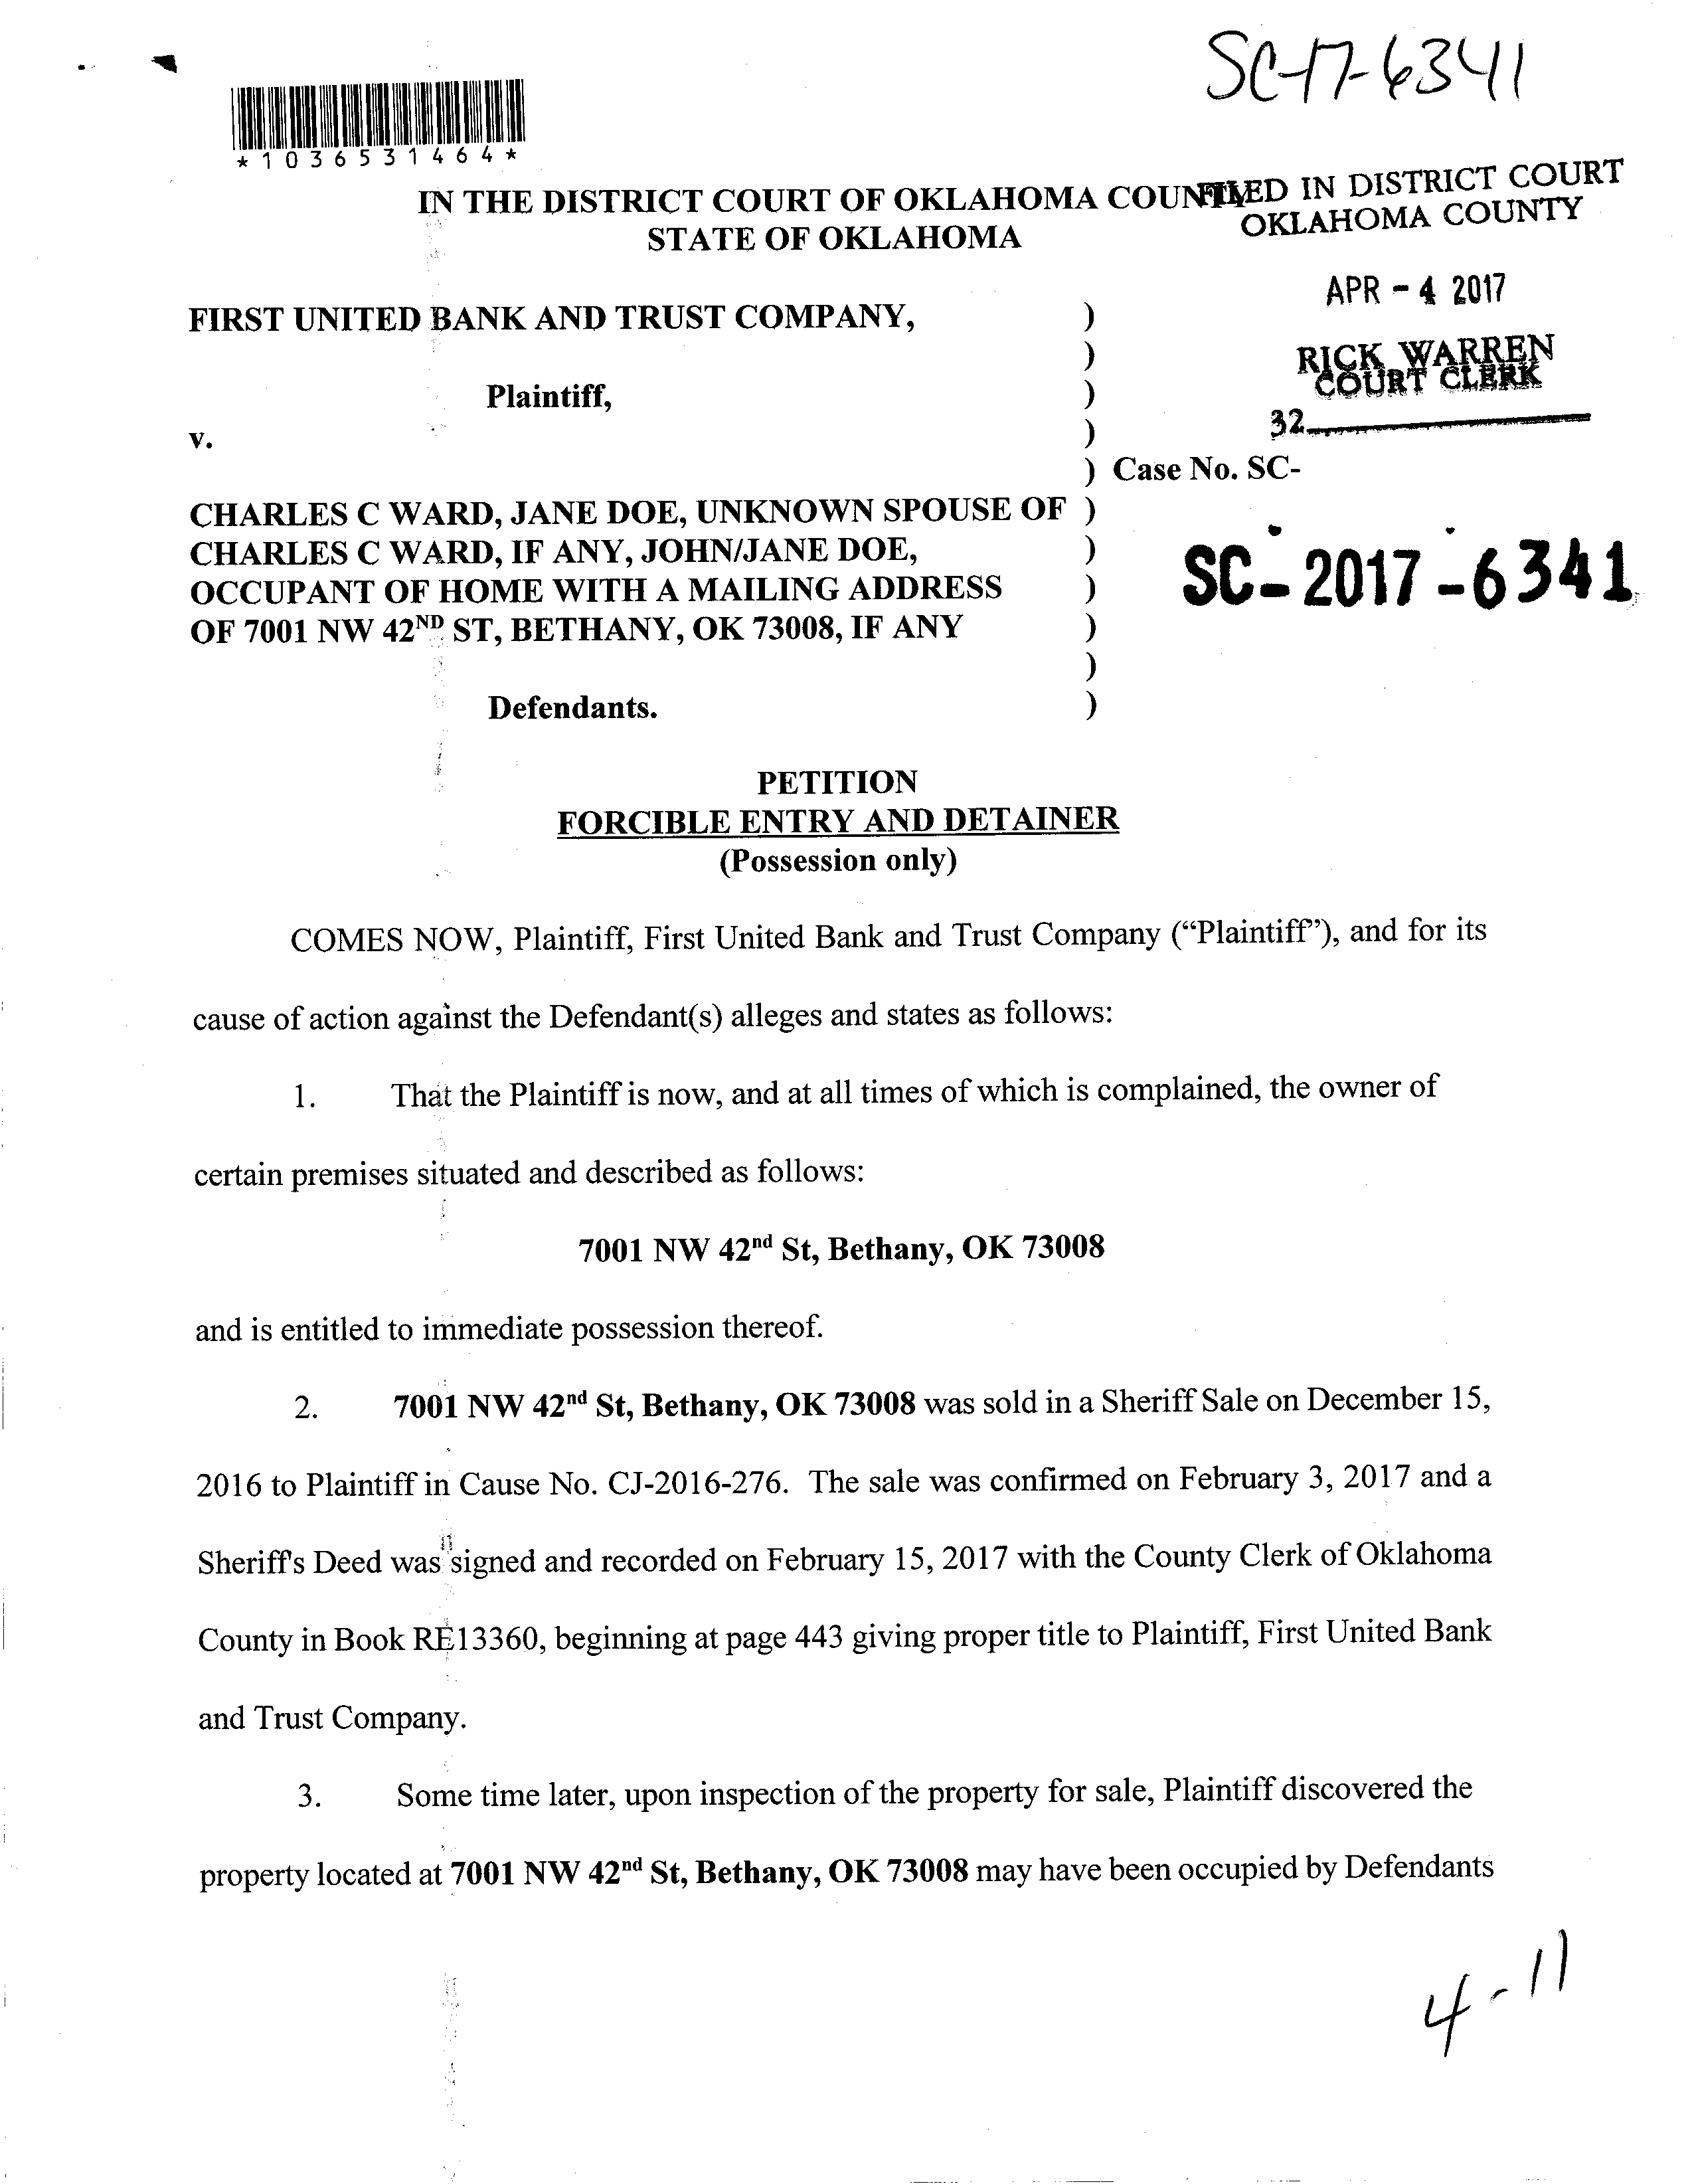 SC-17-6341
*1036531464*
IN THE DISTRICT COURT OF OKLAHOMA COUNTY
STATE OF OKLAHOMA
FILED IN DISTRICT COURT
OKLAHOMA COUNTY
APR - 4 2017
RICK WARREN
COURT CLERK
32
FIRST UNITED BANK AND TRUST COMPANY, )
)
Plaintiff, )
v. )
) Case No. SC-
CHARLES C WARD, JANE DOE, UNKNOWN SPOUSE OF )
CHARLES C WARD, IF ANY, JOHN/JANE DOE, )
OCCUPANT OF HOME WITH A MAILING ADDRESS )
OF 7001 NW 42ND ST, BETHANY, OK 73008, IF ANY )
)
Defendants. )
SC-2017-6341
PETITION
FORCIBLE ENTRY AND DETAINER
(Possession only)
COMES NOW, Plaintiff, First United Bank and Trust Company (“Plaintiff”), and for its
cause of action against the Defendant(s) alleges and states as follows:
1. That the Plaintiff is now, and at all times of which is complained, the owner of
certain premises situated and described as follows:
7001 NW 42nd St, Bethany, OK 73008
and is entitled to immediate possession thereof.
2. 7001 NW 42nd St, Bethany, OK 73008 was sold in a Sheriff Sale on December 15,
2016 to Plaintiff in Cause No. CJ-2016-276. The sale was confirmed on February 3, 2017 and a
Sheriff's Deed was signed and recorded on February 15, 2017 with the County Clerk of Oklahoma
County in Book RE13360, beginning at page 443 giving proper title to Plaintiff, First United Bank
and Trust Company.
3. Some time later, upon inspection of the property for sale, Plaintiff discovered the
property located at 7001 NW 42nd St, Bethany, OK 73008 may have been occupied by Defendants
4-11